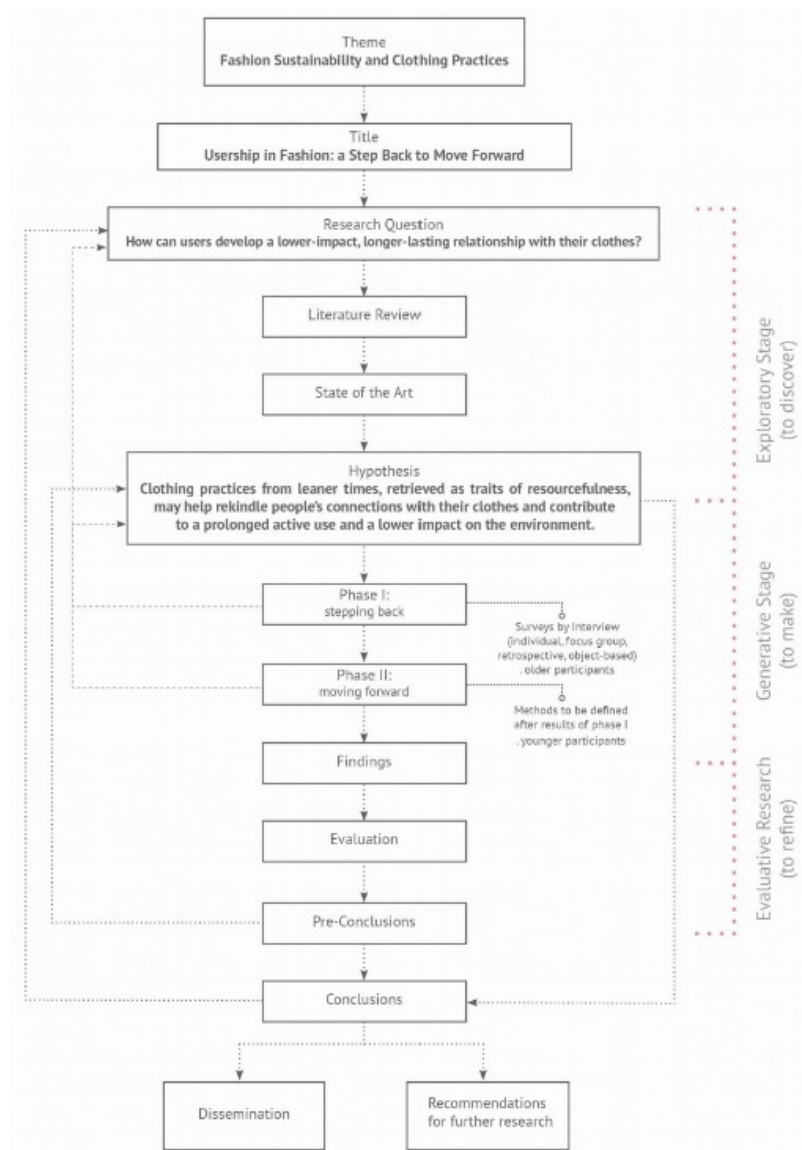 Theme
Fashion Sustainability and Clothing Practices
Title
Usership in Fashion: a Step Back to Move Forward
Research Question
How can users develop a lower-impact, longer-lasting relationship with their clothes?
Literature Review
State of the Art
Hypothesis
Clothing practices from leaner times, retrieved as traits of resourcefulness,
may help rekindle people's connections with their clothes and contribute
to a prolonged active use and a lower impact on the environment.
Phase I:
stepping back
Surveys by Interview
(individual, focus group,
retrospective, object-based)
. older participants
Phase II:
moving forward
Methods to be defined
after results of phase I
. younger participants
Findings
Evaluation
Pre-Conclusions
Conclusions
Dissemination
Recommendations
for further research
Exploratory Stage
(to discover)
Generative Stage
(to make)
Evaluative Research
(to refine)